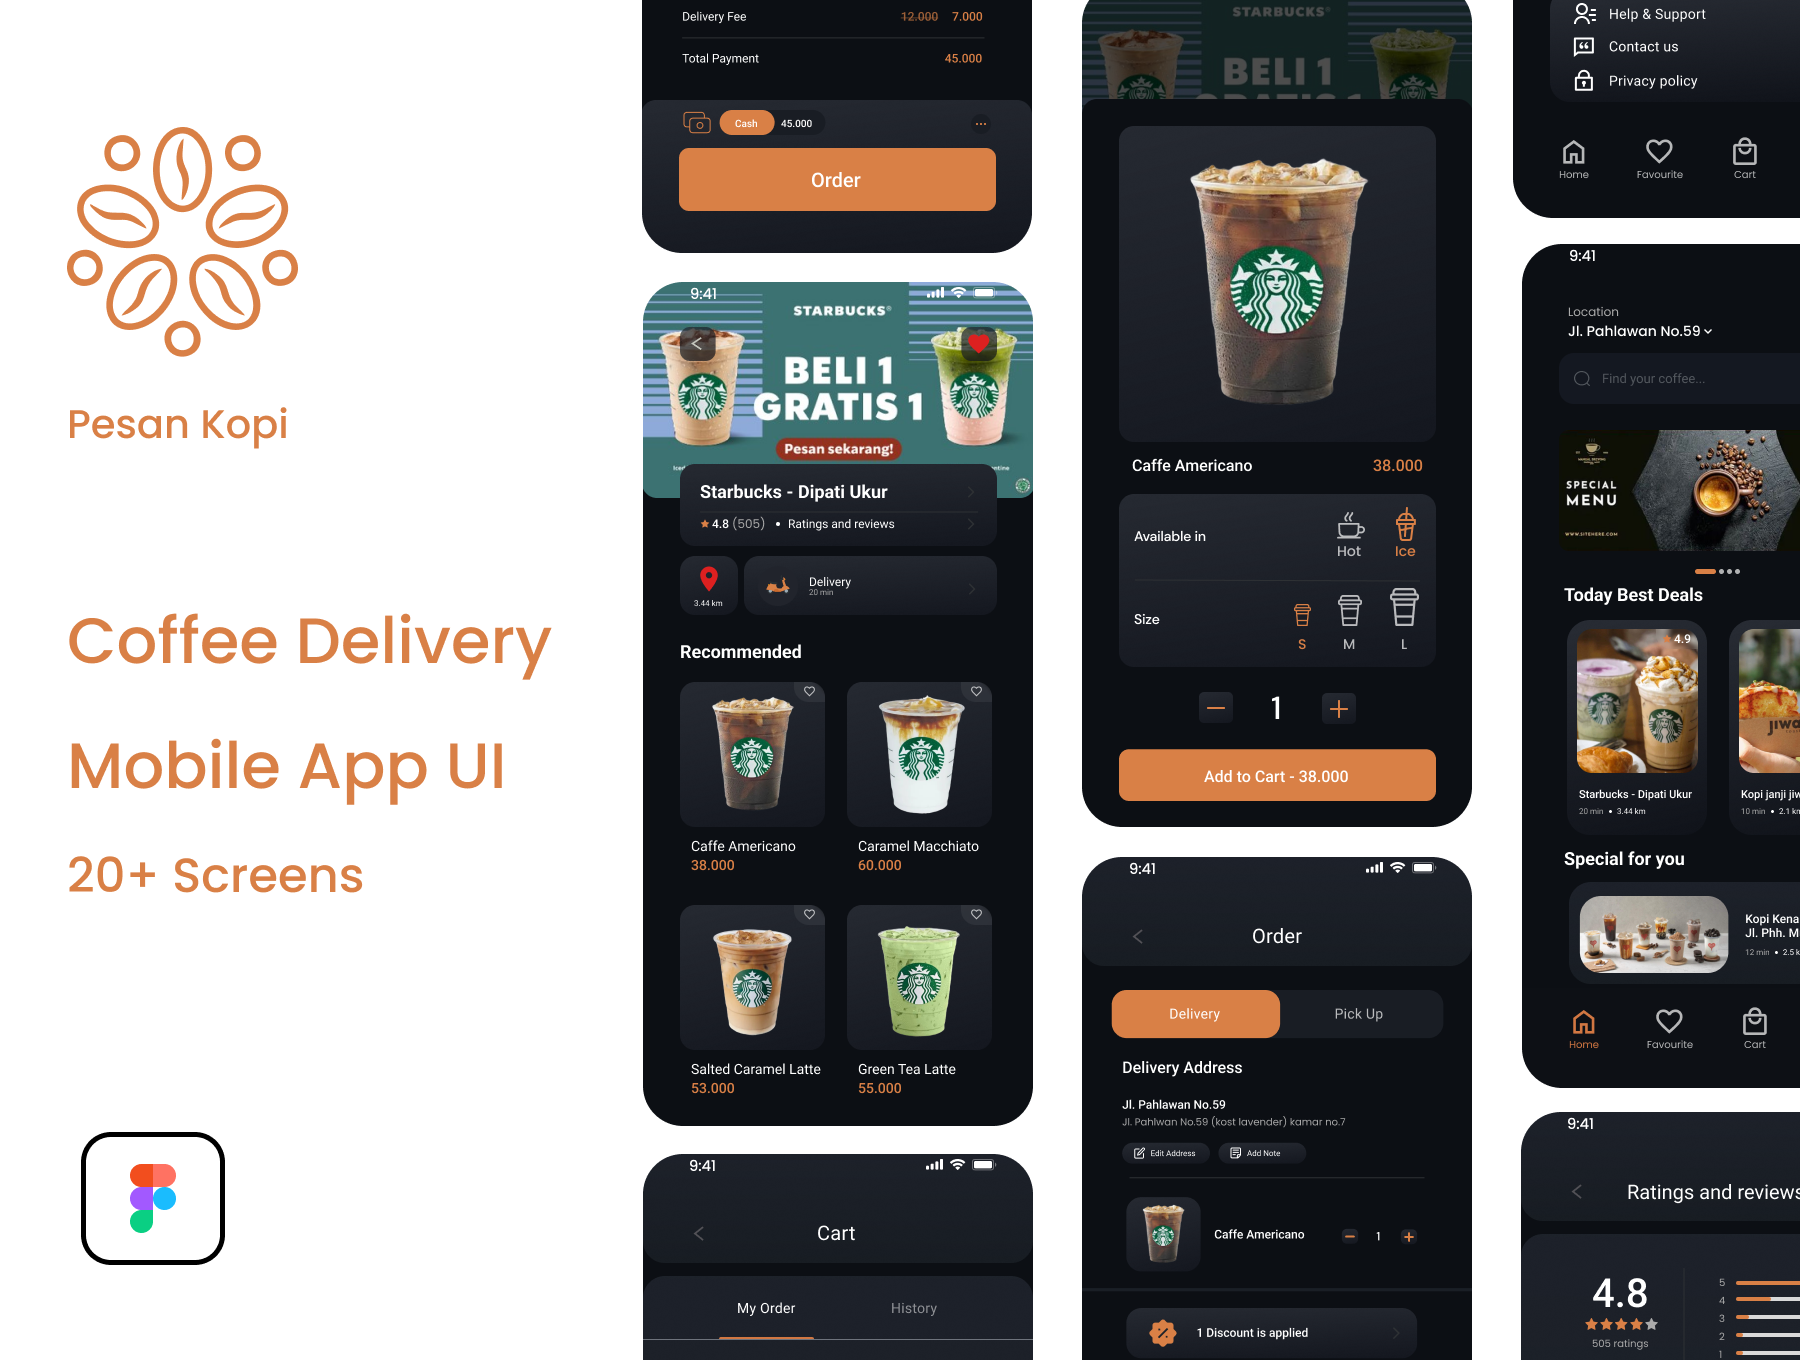 Pesan Kopi
Coffee Delivery
Mobile App UI
20+ Screens
Delivery Fee 12.000 7.000
Total Payment 45.000
Cash 45.000
Order
9:41
STARBUCKS®
BELI 1
GRATIS 1
Pesan sekarang!
Starbucks - Dipati Ukur
4.8 (505) • Ratings and reviews
3.44 km
Delivery
20 min
Recommended
Caffe Americano
38.000
Caramel Macchiato
60.000
Salted Caramel Latte
53.000
Green Tea Latte
55.000
9:41
Cart
My Order History
STARBUCKS®
BELI 1
Caffe Americano 38.000
Available in
Hot Ice
Size
S M L
1
Add to Cart - 38.000
9:41
Order
Delivery Pick Up
Delivery Address
Jl. Pahlawan No.59
Jl. Pahlwan No.59 (kost lavender) kamar no.7
Edit Address Add Note
Caffe Americano 1
1 Discount is applied
Help & Support
Contact us
Privacy policy
Home Favourite Cart
9:41
Location
Jl. Pahlawan No.59
Find your coffee...
SPECIAL
MENU
WWW.SITEHERE.COM
Today Best Deals
4.9
Starbucks - Dipati Ukur
20 min • 3.44 km
Kopi janji jiw
10 min • 2.1 km
Special for you
Kopi Kena
Jl. Phh. M
12 min • 2.5 k
Home Favourite Cart
9:41
Ratings and reviews
4.8
505 ratings
5
4
3
2
1